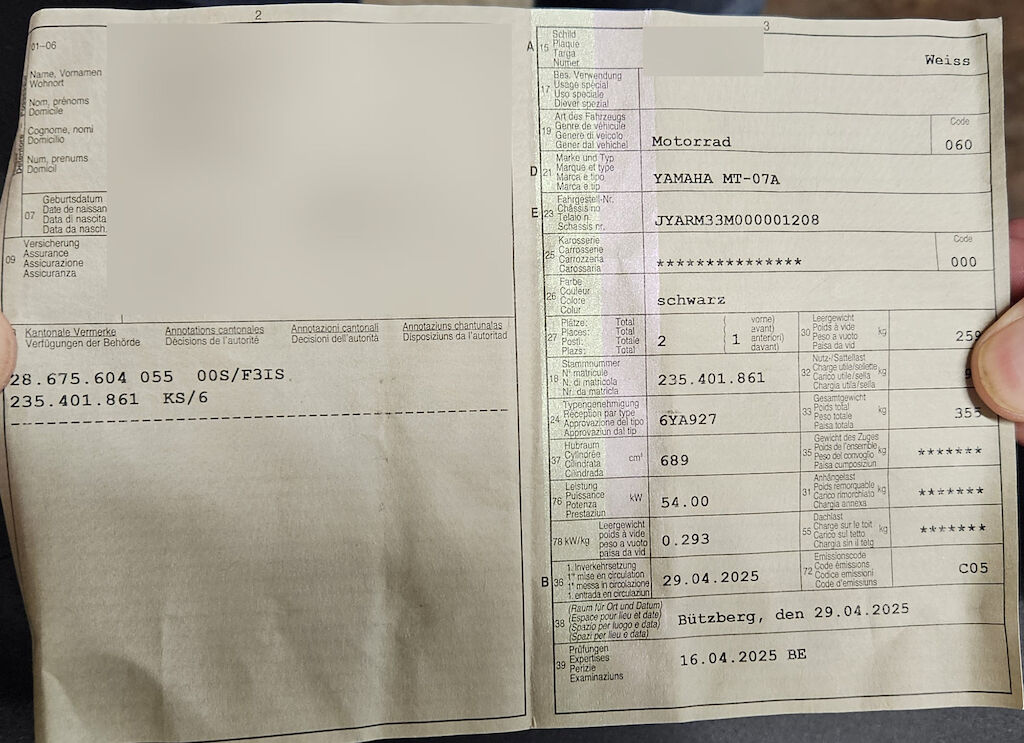 2
01–06
Name, Vornamen
Wohnort
Nom, prénoms
Domicile
Cognome, nomi
Domicilio
Num, prenums
Domicil
07
Geburtsdatum
Date de naissan
Data di nascita
Data da nasch.
09
Versicherung
Assurance
Assicurazione
Assicuranza
Kantonale Vermerke
Verfügungen der Behörde
Annotations cantonales
Décisions de l'autorité
Annotazioni cantonali
Decisioni dell'autorità
Annotaziuns chantunalas
Disposiziuns da l'autoritad
28.675.604 055 00S/F3IS
235.401.861 KS/6
3
A
15
Schild
Plaque
Targa
Numer
Weiss
17
Bes. Verwendung
Usage spécial
Uso speciale
Diever spezial
19
Art des Fahrzeugs
Genre de véhicule
Genere di veicolo
Gener dal vehichel
Motorrad
Code
060
D
21
Marke und Typ
Marque et type
Marca e tipo
Marca e tip
YAMAHA MT-07A
E
23
Fahrgestell-Nr.
Châssis no
Telaio n.
Schassis nr.
JYARM33M000001208
25
Karosserie
Carrosserie
Carrozzeria
Carossaria
***************
Code
000
26
Farbe
Couleur
Colore
Colur
schwarz
27
Plätze: Total
Places: Total
Posti: Totale
Plazs: Total
2
vorne)
avant)
anteriori)
davant)
1
30
Leergewicht
Poids à vide
Peso a vuoto
Paisa da vid
kg
259
18
Stammnummer
N° matricule
N. di matricola
Nr. da matricla
235.401.861
32
Nutz-/Sattellast
Charge utile/sellette
Carico utile/sella
Chargia utila/sella
kg
24
Typengenehmigung
Réception par type
Approvazione del tipo
Approvaziun dal tip
6YA927
33
Gesamtgewicht
Poids total
Peso totale
Paisa totala
kg
355
37
Hubraum
Cylindrée
Cilindrata
Cilindrada
cm³
689
35
Gewicht des Zuges
Poids de l'ensemble
Peso del convoglio
Paisa cumposiziun
kg
*******
76
Leistung
Puissance
Potenza
Prestaziun
kW
54.00
31
Anhängelast
Poids remorquable
Carico rimorchiato
Chargia annexa
kg
*******
78 kW/kg
Leergewicht
poids à vide
peso a vuoto
paisa da vid
0.293
55
Dachlast
Charge sur le toit
Carico sul tetto
Chargia sin il tetg
kg
*******
B
36
1. Inverkehrsetzung
1re mise en circulation
1a messa in circolazione
1. entrada en circulaziun
29.04.2025
72
Emissionscode
Code émissions
Codice emissioni
Code d'emissiuns
C05
38
(Raum für Ort und Datum)
(Espace pour lieu et date)
(Spazio per luogo e data)
(Spazi per lieu e data)
Bützberg, den 29.04.2025
39
Prüfungen
Expertises
Perizie
Examinaziuns
16.04.2025 BE